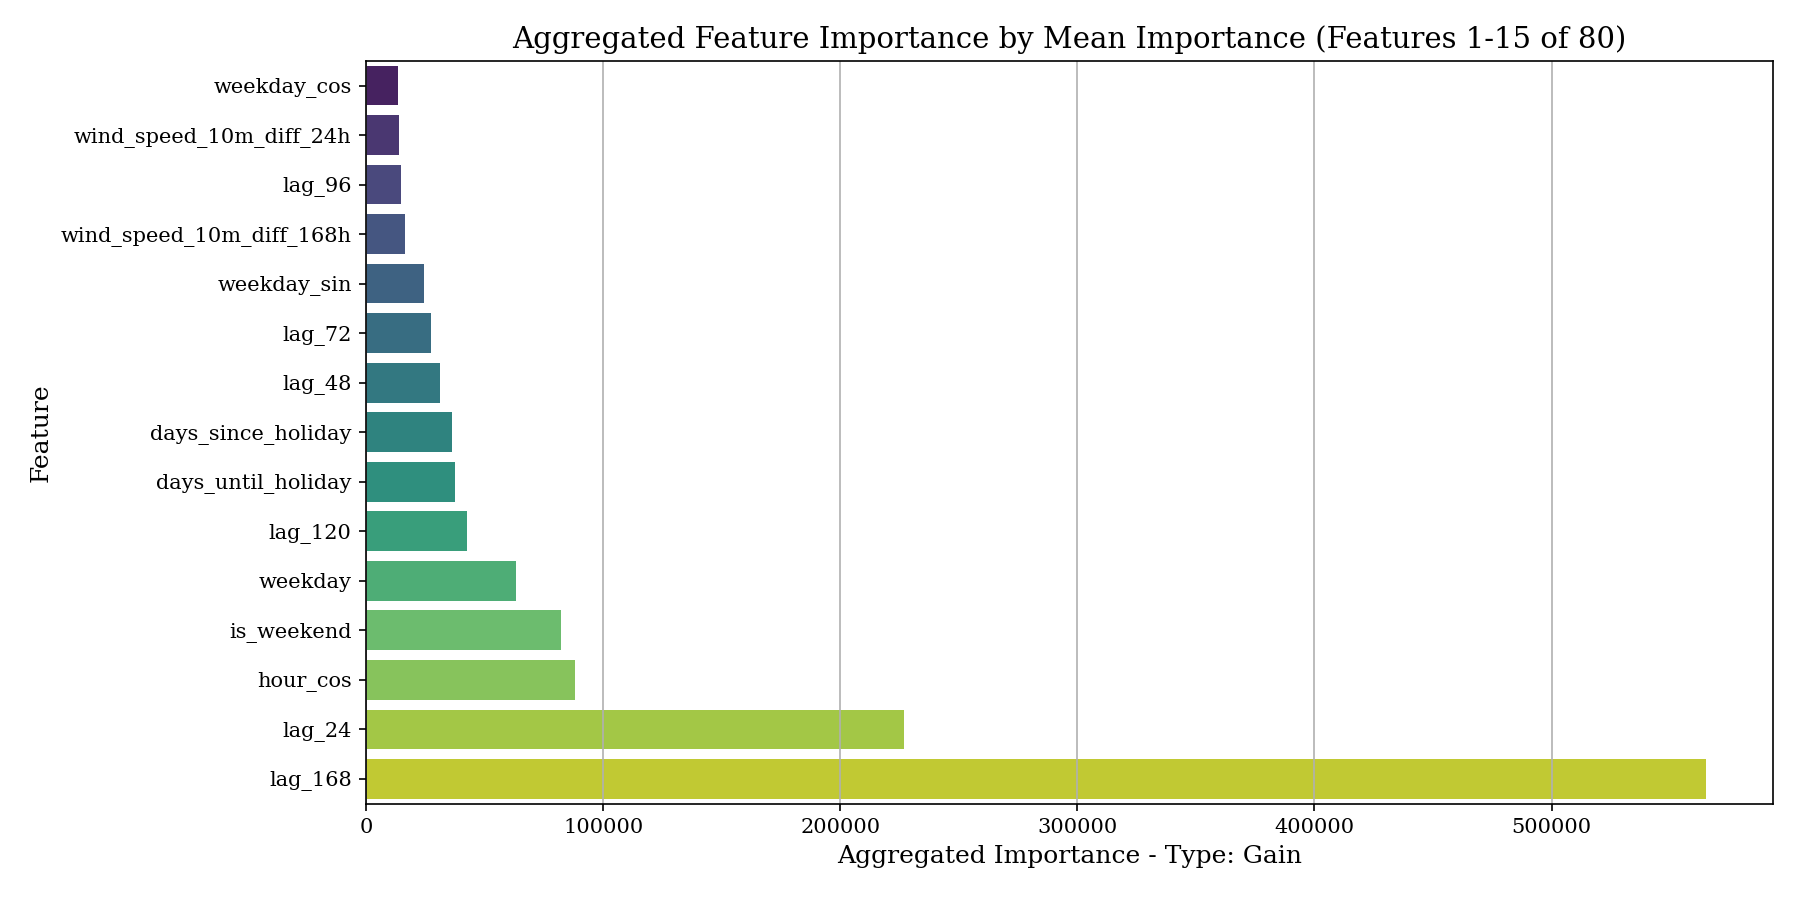 Aggregated Feature Importance by Mean Importance (Features 1-15 of 80)
Feature
weekday_cos
wind_speed_10m_diff_24h
lag_96
wind_speed_10m_diff_168h
weekday_sin
lag_72
lag_48
days_since_holiday
days_until_holiday
lag_120
weekday
is_weekend
hour_cos
lag_24
lag_168
0 100000 200000 300000 400000 500000
Aggregated Importance - Type: Gain